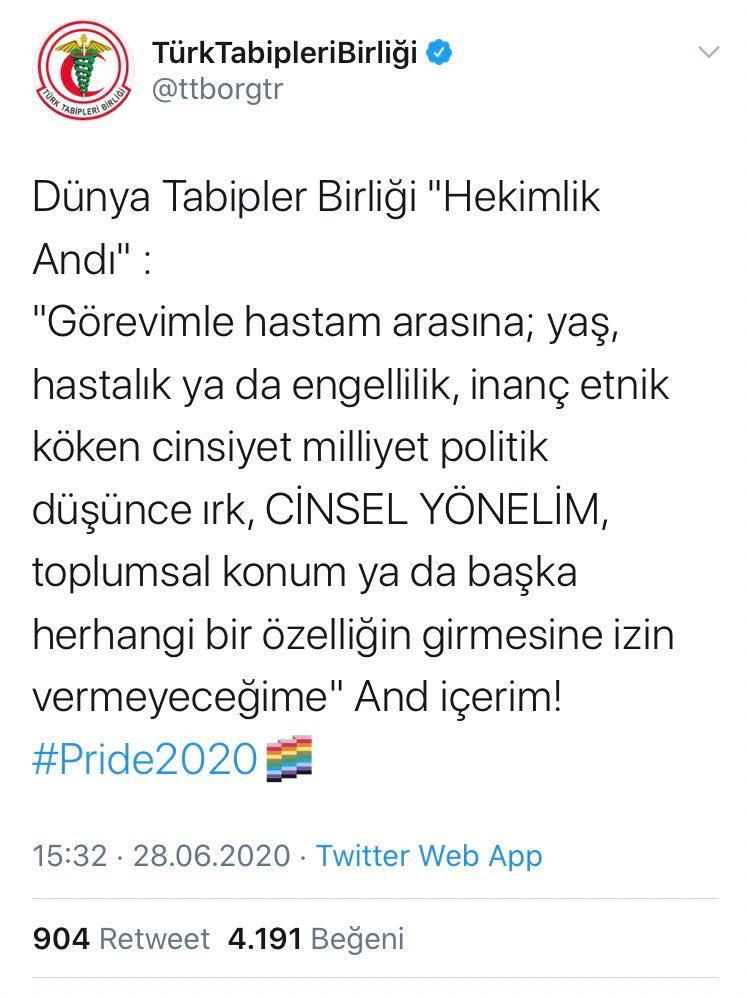 TürkTabipleriBirliği
@ttborgtr
TÜRK TABİPLERİ BİRLİĞİ
Dünya Tabipler Birliği "Hekimlik
Andı" :
"Görevimle hastam arasına; yaş,
hastalık ya da engellilik, inanç etnik
köken cinsiyet milliyet politik
düşünce ırk, CİNSEL YÖNELİM,
toplumsal konum ya da başka
herhangi bir özelliğin girmesine izin
vermeyeceğime" And içerim!
#Pride2020
15:32 · 28.06.2020 · Twitter Web App
904 Retweet 4.191 Beğeni